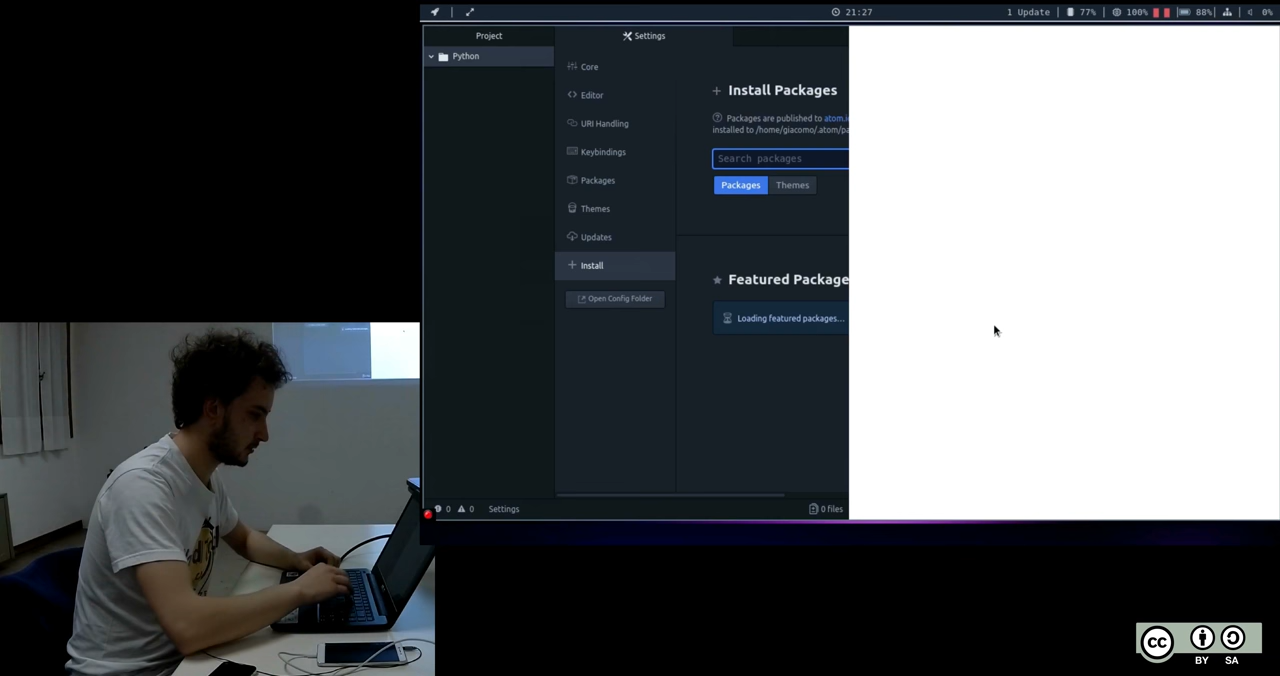 21:27
1 Update
77%
100%
88%
0%
Project
Settings
Python
Core
Editor
URI Handling
Keybindings
Packages
Themes
Updates
Install
Open Config Folder
Install Packages
Packages are published to atom.i
installed to /home/giacomo/.atom/pa
Search packages
Packages
Themes
Featured Package
Loading featured packages...
0
0
Settings
0 files
CC
BY
SA